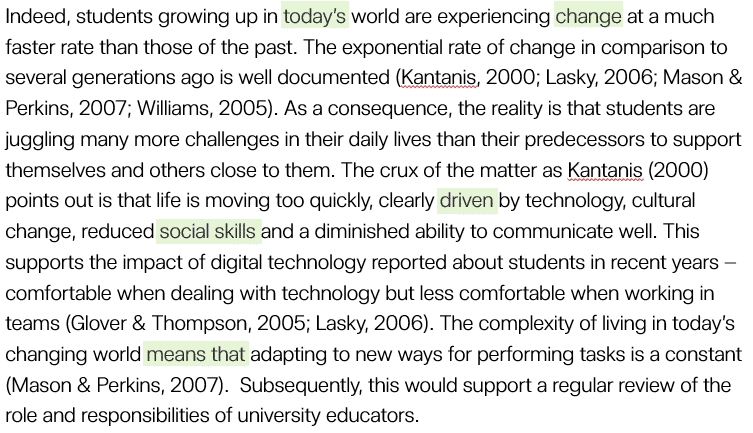 Indeed, students growing up in today's world are experiencing change at a much
faster rate than those of the past. The exponential rate of change in comparison to
several generations ago is well documented (Kantanis, 2000; Lasky, 2006; Mason &
Perkins, 2007; Williams, 2005). As a consequence, the reality is that students are
juggling many more challenges in their daily lives than their predecessors to support
themselves and others close to them. The crux of the matter as Kantanis (2000)
points out is that life is moving too quickly, clearly driven by technology, cultural
change, reduced social skills and a diminished ability to communicate well. This
supports the impact of digital technology reported about students in recent years –
comfortable when dealing with technology but less comfortable when working in
teams (Glover & Thompson, 2005; Lasky, 2006). The complexity of living in today's
changing world means that adapting to new ways for performing tasks is a constant
(Mason & Perkins, 2007).  Subsequently, this would support a regular review of the
role and responsibilities of university educators.